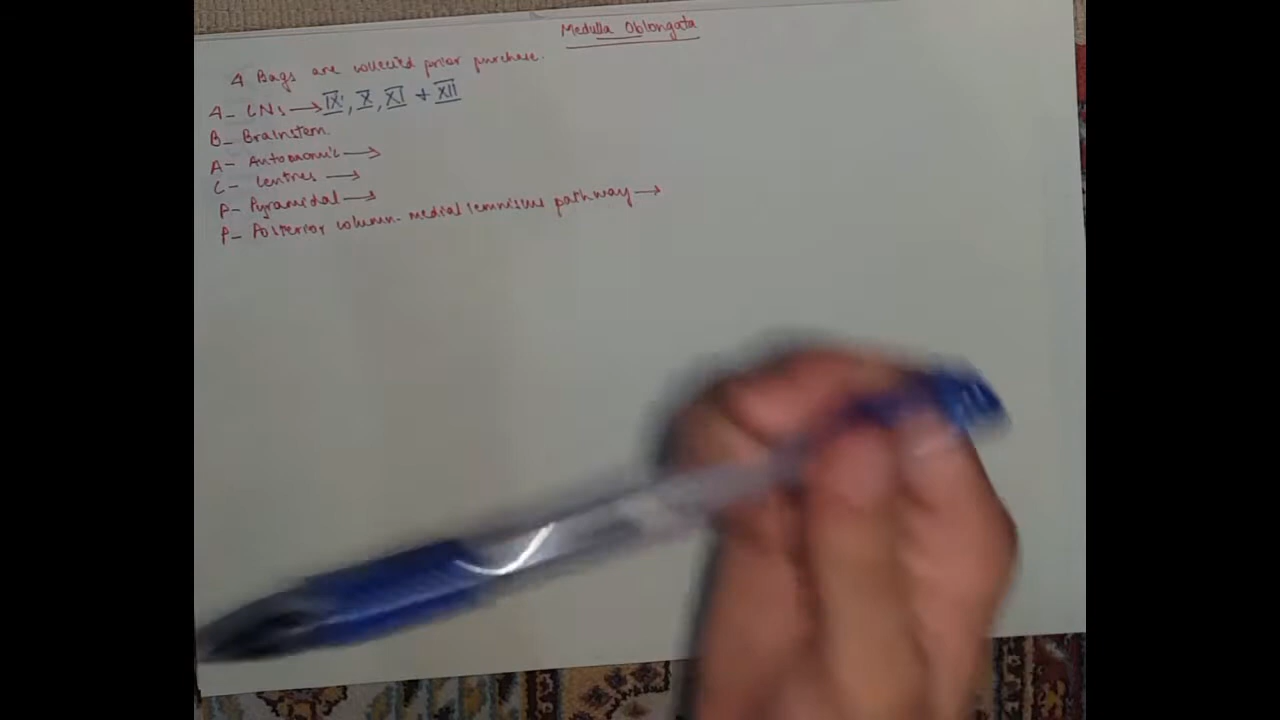 Medulla Oblongata
4 Bags are collected prior purchase.
4- CNs → IX, X, XI + XII
B- Brainstem
A- Autonomic →
C- Centres →
P- Pyramidal →
P- Posterior column- medial lemniscus pathway →